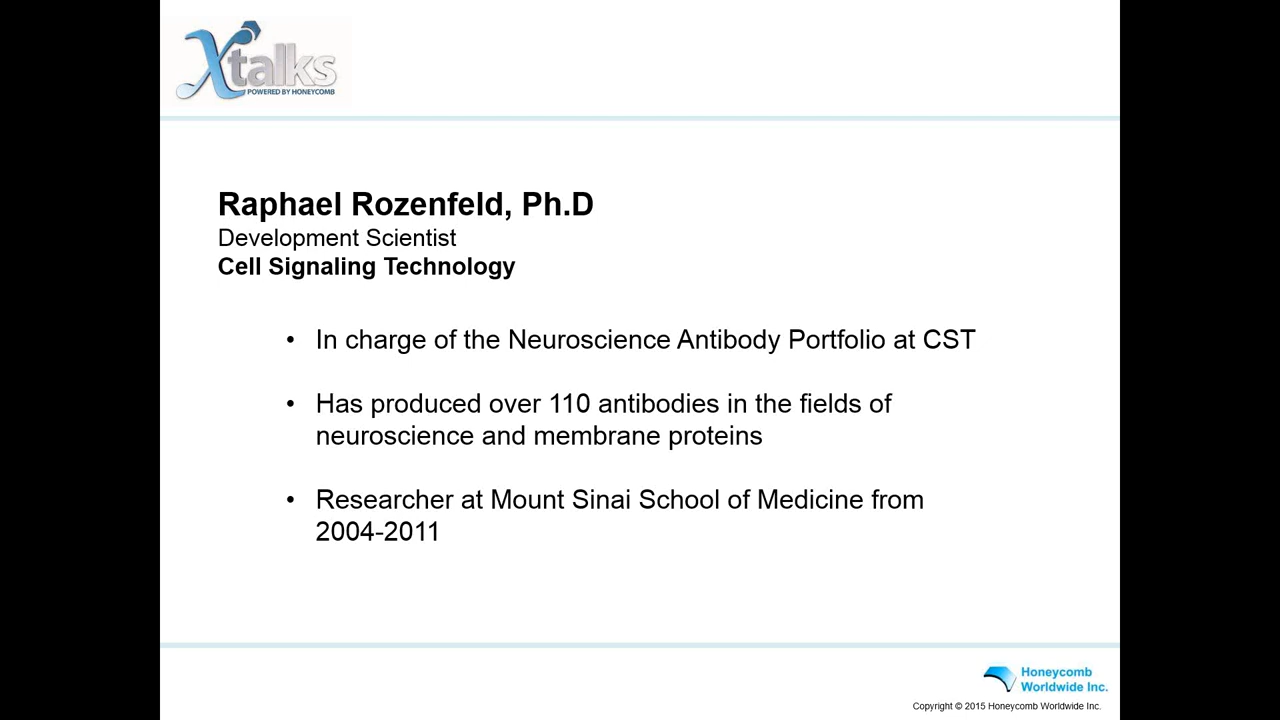 Xtalks
POWERED BY HONEYCOMB
Raphael Rozenfeld, Ph.D
Development Scientist
Cell Signaling Technology
• In charge of the Neuroscience Antibody Portfolio at CST
• Has produced over 110 antibodies in the fields of
neuroscience and membrane proteins
• Researcher at Mount Sinai School of Medicine from
2004-2011
Honeycomb
Worldwide Inc.
Copyright © 2015 Honeycomb Worldwide Inc.